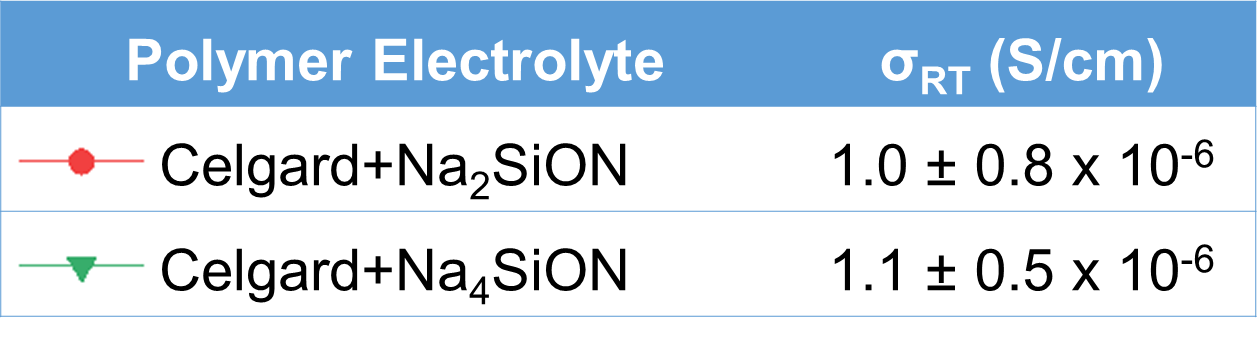 Polymer Electrolyte σRT (S/cm)
Celgard+Na₂SiON 1.0 ± 0.8 x 10⁻⁶
Celgard+Na₄SiON 1.1 ± 0.5 x 10⁻⁶